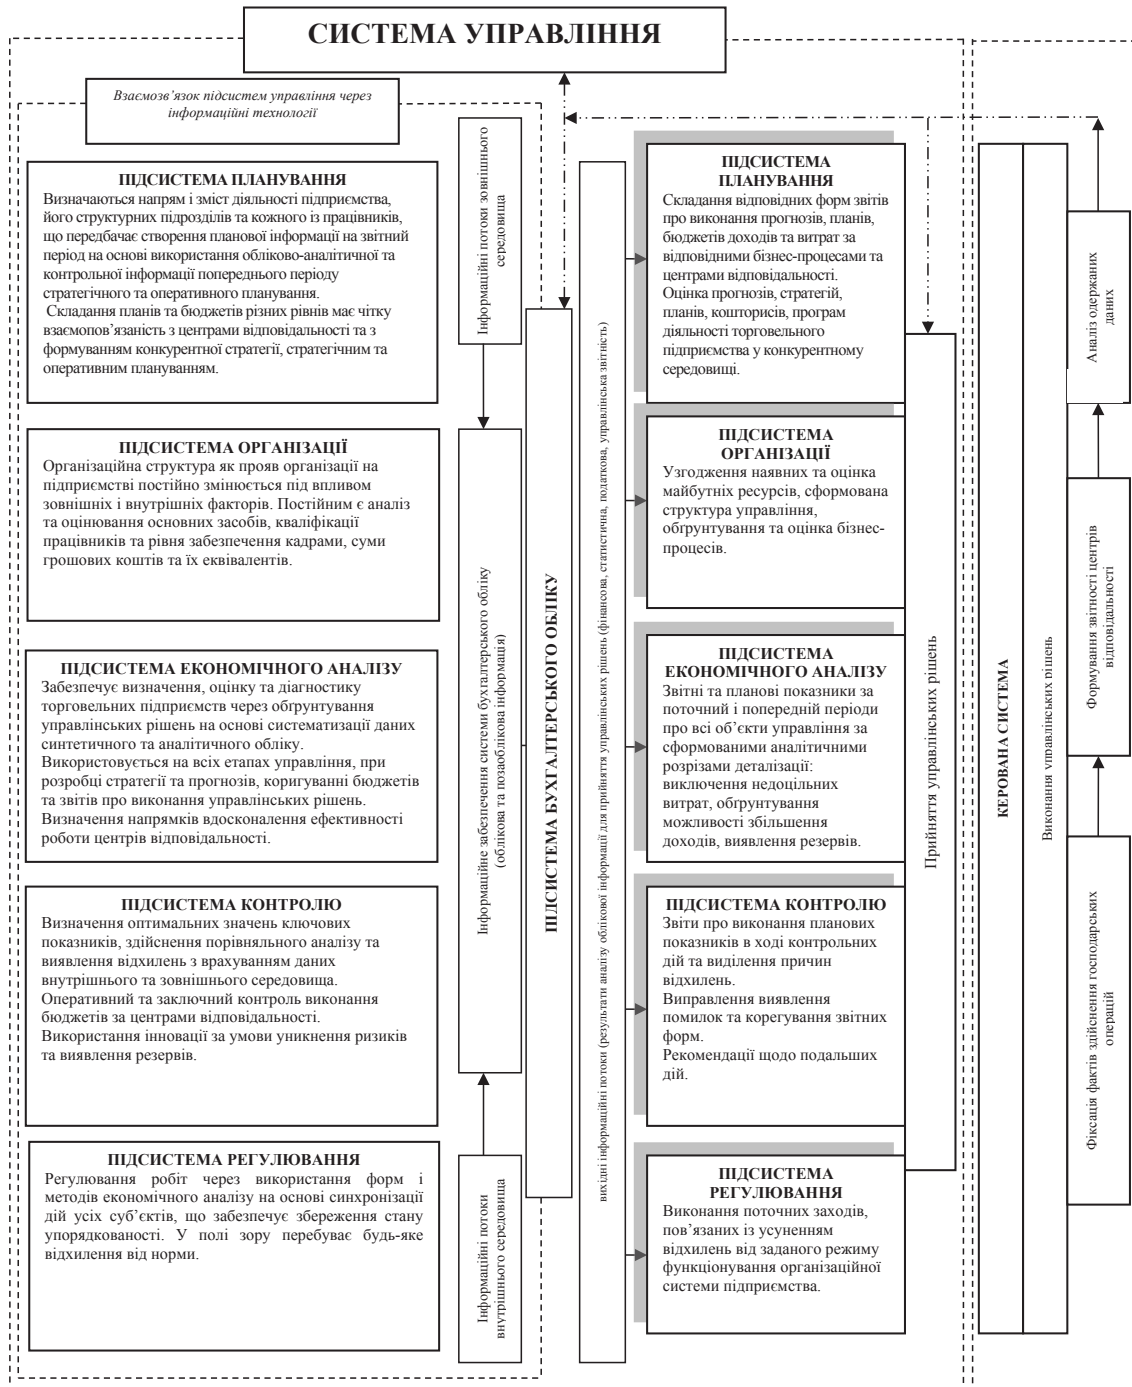 СИСТЕМА УПРАВЛІННЯ
Взаємозв’язок підсистем управління через
інформаційні технології
ПІДСИСТЕМА ПЛАНУВАННЯ
Визначаються напрям і зміст діяльності підприємства,
його структурних підрозділів та кожного із працівників,
що передбачає створення планової інформації на звітний
період на основі використання обліково-аналітичної та
контрольної інформації попереднього періоду
стратегічного та оперативного планування.
Складання планів та бюджетів різних рівнів має чітку
взаємопов’язаність з центрами відповідальності та з
формуванням конкурентної стратегії, стратегічним та
оперативним плануванням.
ПІДСИСТЕМА ОРГАНІЗАЦІЇ
Організаційна структура як прояв організації на
підприємстві постійно змінюється під впливом
зовнішніх і внутрішніх факторів. Постійним є аналіз
та оцінювання основних засобів, кваліфікації
працівників та рівня забезпечення кадрами, суми
грошових коштів та їх еквівалентів.
ПІДСИСТЕМА ЕКОНОМІЧНОГО АНАЛІЗУ
Забезпечує визначення, оцінку та діагностику
торговельних підприємств через обґрунтування
управлінських рішень на основі систематизації даних
синтетичного та аналітичного обліку.
Використовується на всіх етапах управління, при
розробці стратегії та прогнозів, коригуванні бюджетів
та звітів про виконання управлінських рішень.
Визначення напрямків вдосконалення ефективності
роботи центрів відповідальності.
ПІДСИСТЕМА КОНТРОЛЮ
Визначення оптимальних значень ключових
показників, здійснення порівняльного аналізу та
виявлення відхилень з врахуванням даних
внутрішнього та зовнішнього середовища.
Оперативний та заключний контроль виконання
бюджетів за центрами відповідальності.
Використання інновації за умови уникнення ризиків
та виявлення резервів.
ПІДСИСТЕМА РЕГУЛЮВАННЯ
Регулювання робіт через використання форм і
методів економічного аналізу на основі синхронізації
дій усіх суб’єктів, що забезпечує збереження стану
упорядкованості. У полі зору перебуває будь-яке
відхилення від норми.
Інформаційні потоки зовнішнього
середовища
Інформаційне забезпечення системи бухгалтерського обліку
(облікова та позаоблікова інформація)
Інформаційні потоки
внутрішнього середовища
ПІДСИСТЕМА БУХГАЛТЕРСЬКОГО ОБЛІКУ
вихідні інформаційні потоки (результати аналізу облікової інформації для прийняття управлінських рішень (фінансова, статистична, податкова, управлінська звітність)
ПІДСИСТЕМА
ПЛАНУВАННЯ
Складання відповідних форм звітів
про виконання прогнозів, планів,
бюджетів доходів та витрат за
відповідними бізнес-процесами та
центрами відповідальності.
Оцінка прогнозів, стратегій,
планів, кошторисів, програм
діяльності торговельного
підприємства у конкурентному
середовищі.
ПІДСИСТЕМА
ОРГАНІЗАЦІЇ
Узгодження наявних та оцінка
майбутніх ресурсів, сформована
структура управління,
обґрунтування та оцінка бізнес-
процесів.
ПІДСИСТЕМА
ЕКОНОМІЧНОГО АНАЛІЗУ
Звітні та планові показники за
поточний і попередній періоди
про всі об’єкти управління за
сформованими аналітичними
розрізами деталізації:
виключення недоцільних
витрат, обґрунтування
можливості збільшення
доходів, виявлення резервів.
ПІДСИСТЕМА КОНТРОЛЮ
Звіти про виконання планових
показників в ході контрольних
дій та виділення причин
відхилень.
Виправлення виявлення
помилок та корегування звітних
форм.
Рекомендації щодо подальших
дій.
ПІДСИСТЕМА
РЕГУЛЮВАННЯ
Виконання поточних заходів,
пов’язаних із усуненням
відхилень від заданого режиму
функціонування організаційної
системи підприємства.
Прийняття управлінських рішень
КЕРОВАНА СИСТЕМА
Виконання управлінських рішень
Аналіз одержаних
даних
Формування звітності центрів
відповідальності
Фіксація фактів здійснення господарських
операцій